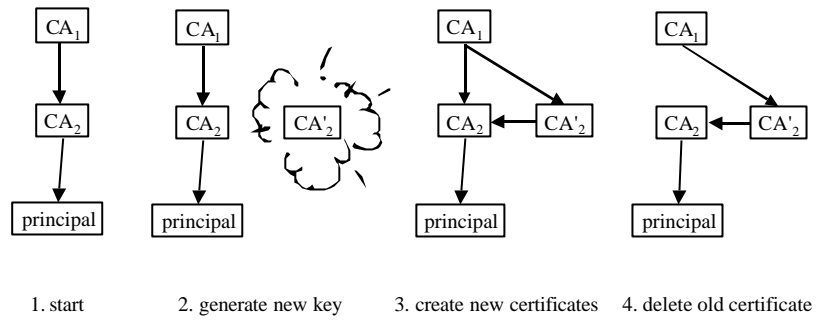 CA₁
CA₁
CA₁
CA₁
CA₂
CA₂
CA'₂
CA₂
CA'₂
CA₂
CA'₂
principal
principal
principal
principal
1. start
2. generate new key
3. create new certificates
4. delete old certificate